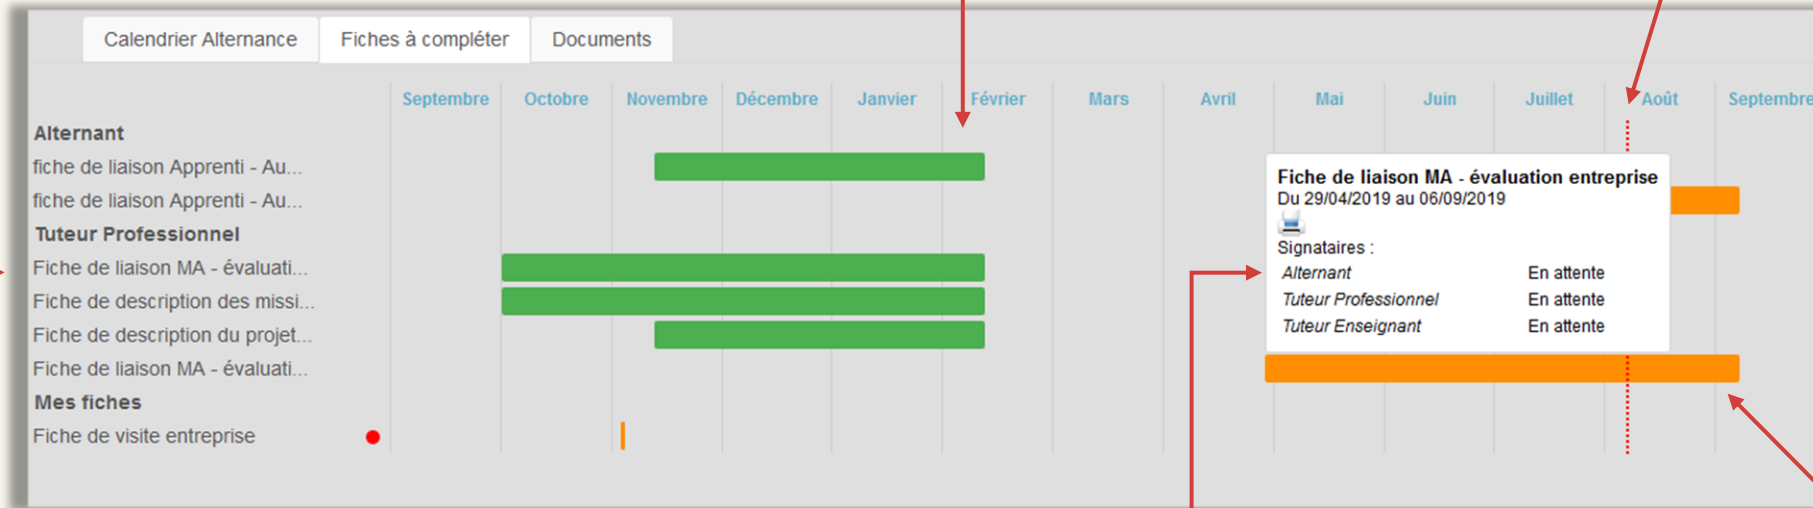 Calendrier Alternance Fiches à compléter Documents
Septembre Octobre Novembre Décembre Janvier Février Mars Avril Mai Juin Juillet Août Septembre
Alternant
fiche de liaison Apprenti - Au...
fiche de liaison Apprenti - Au...
Tuteur Professionnel
Fiche de liaison MA - évaluati...
Fiche de description des missi...
Fiche de description du projet...
Fiche de liaison MA - évaluati...
Mes fiches
Fiche de visite entreprise
Fiche de liaison MA - évaluation entreprise
Du 29/04/2019 au 06/09/2019
Signataires :
Alternant En attente
Tuteur Professionnel En attente
Tuteur Enseignant En attente